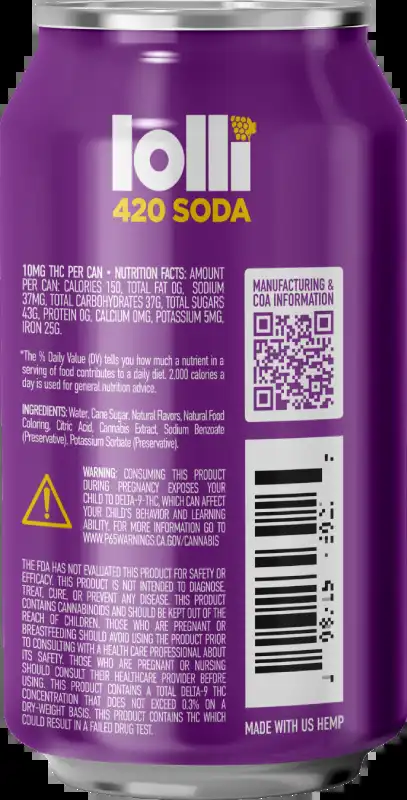 lolli
420 SODA
10MG THC PER CAN • NUTRITION FACTS: AMOUNT
PER CAN: CALORIES 150, TOTAL FAT 0G, SODIUM
37MG, TOTAL CARBOHYDRATES 37G, TOTAL SUGARS
43G, PROTEIN 0G, CALCIUM 0MG, POTASSIUM 5MG,
IRON 25G.
*The % Daily Value (DV) tells you how much a nutrient in a
serving of food contributes to a daily diet. 2,000 calories a
day is used for general nutrition advice.
INGREDIENTS: Water, Cane Sugar, Natural Flavors, Natural Food
Coloring, Citric Acid, Cannabis Extract, Sodium Benzoate
(Preservative), Potassium Sorbate (Preservative).
WARNING: CONSUMING THIS PRODUCT
DURING PREGNANCY EXPOSES YOUR
CHILD TO DELTA-9-THC, WHICH CAN AFFECT
YOUR CHILD'S BEHAVIOR AND LEARNING
ABILITY. FOR MORE INFORMATION GO TO
WWW.P65WARNINGS.CA.GOV/CANNABIS
THE FDA HAS NOT EVALUATED THIS PRODUCT FOR SAFETY OR
EFFICACY. THIS PRODUCT IS NOT INTENDED TO DIAGNOSE,
TREAT, CURE, OR PREVENT ANY DISEASE. THIS PRODUCT
CONTAINS CANNABINOIDS AND SHOULD BE KEPT OUT OF THE
REACH OF CHILDREN. THOSE WHO ARE PREGNANT OR
BREASTFEEDING SHOULD AVOID USING THE PRODUCT PRIOR
TO CONSULTING WITH A HEALTH CARE PROFESSIONAL ABOUT
ITS SAFETY. THOSE WHO ARE PREGNANT OR NURSING
SHOULD CONSULT THEIR HEALTHCARE PROVIDER BEFORE
USING. THIS PRODUCT CONTAINS A TOTAL DELTA-9 THC
CONCENTRATION THAT DOES NOT EXCEED 0.3% ON A
DRY-WEIGHT BASIS. THIS PRODUCT CONTAINS THC WHICH
COULD RESULT IN A FAILED DRUG TEST.
MANUFACTURING &
COA INFORMATION
MADE WITH US HEMP